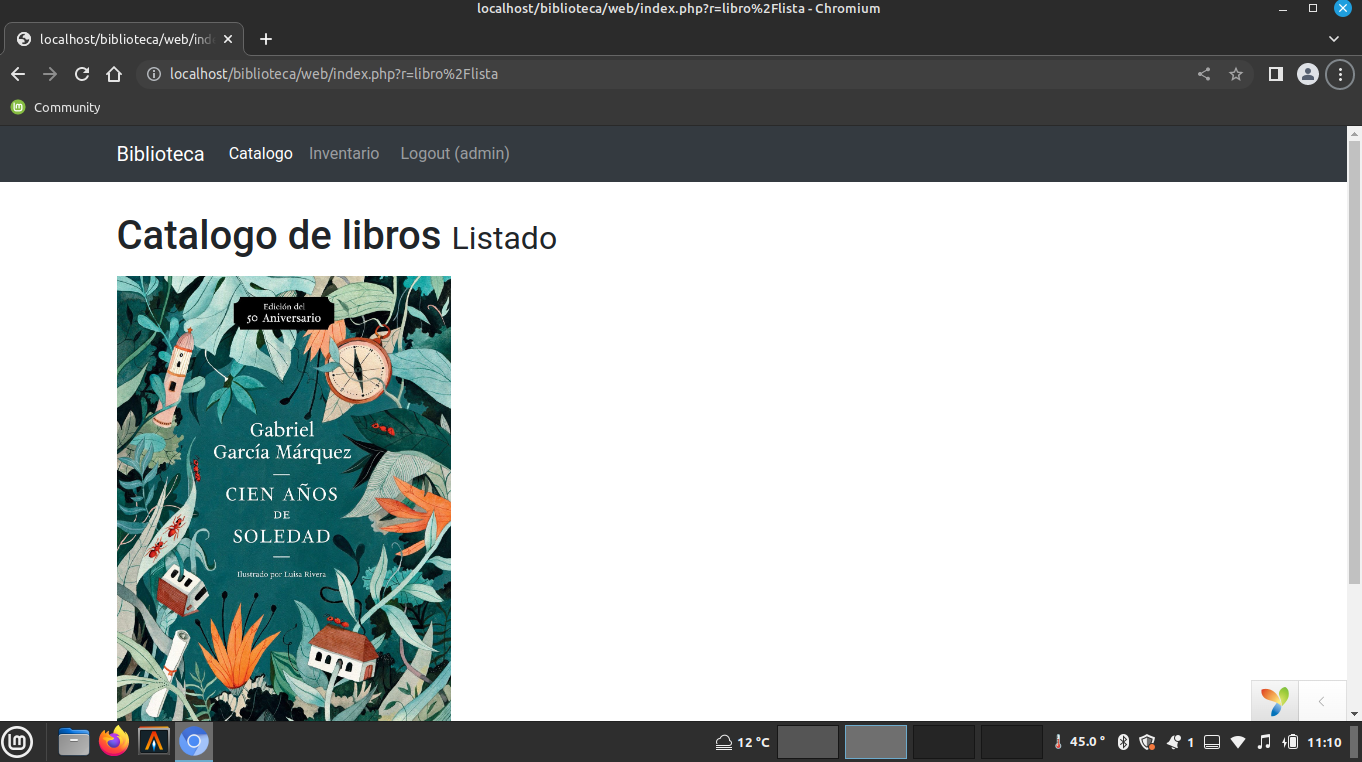 localhost/biblioteca/web/index.php?r=libro%2Flista - Chromium
localhost/biblioteca/web/ind
localhost/biblioteca/web/index.php?r=libro%2Flista
Community
Biblioteca Catalogo Inventario Logout (admin)
Catalogo de libros Listado
Edición del
50 Aniversario
Gabriel
García Márquez
CIEN AÑOS
DE
SOLEDAD
Ilustrado por Luisa Rivera
12 °C 45.0 ° 1 11:10